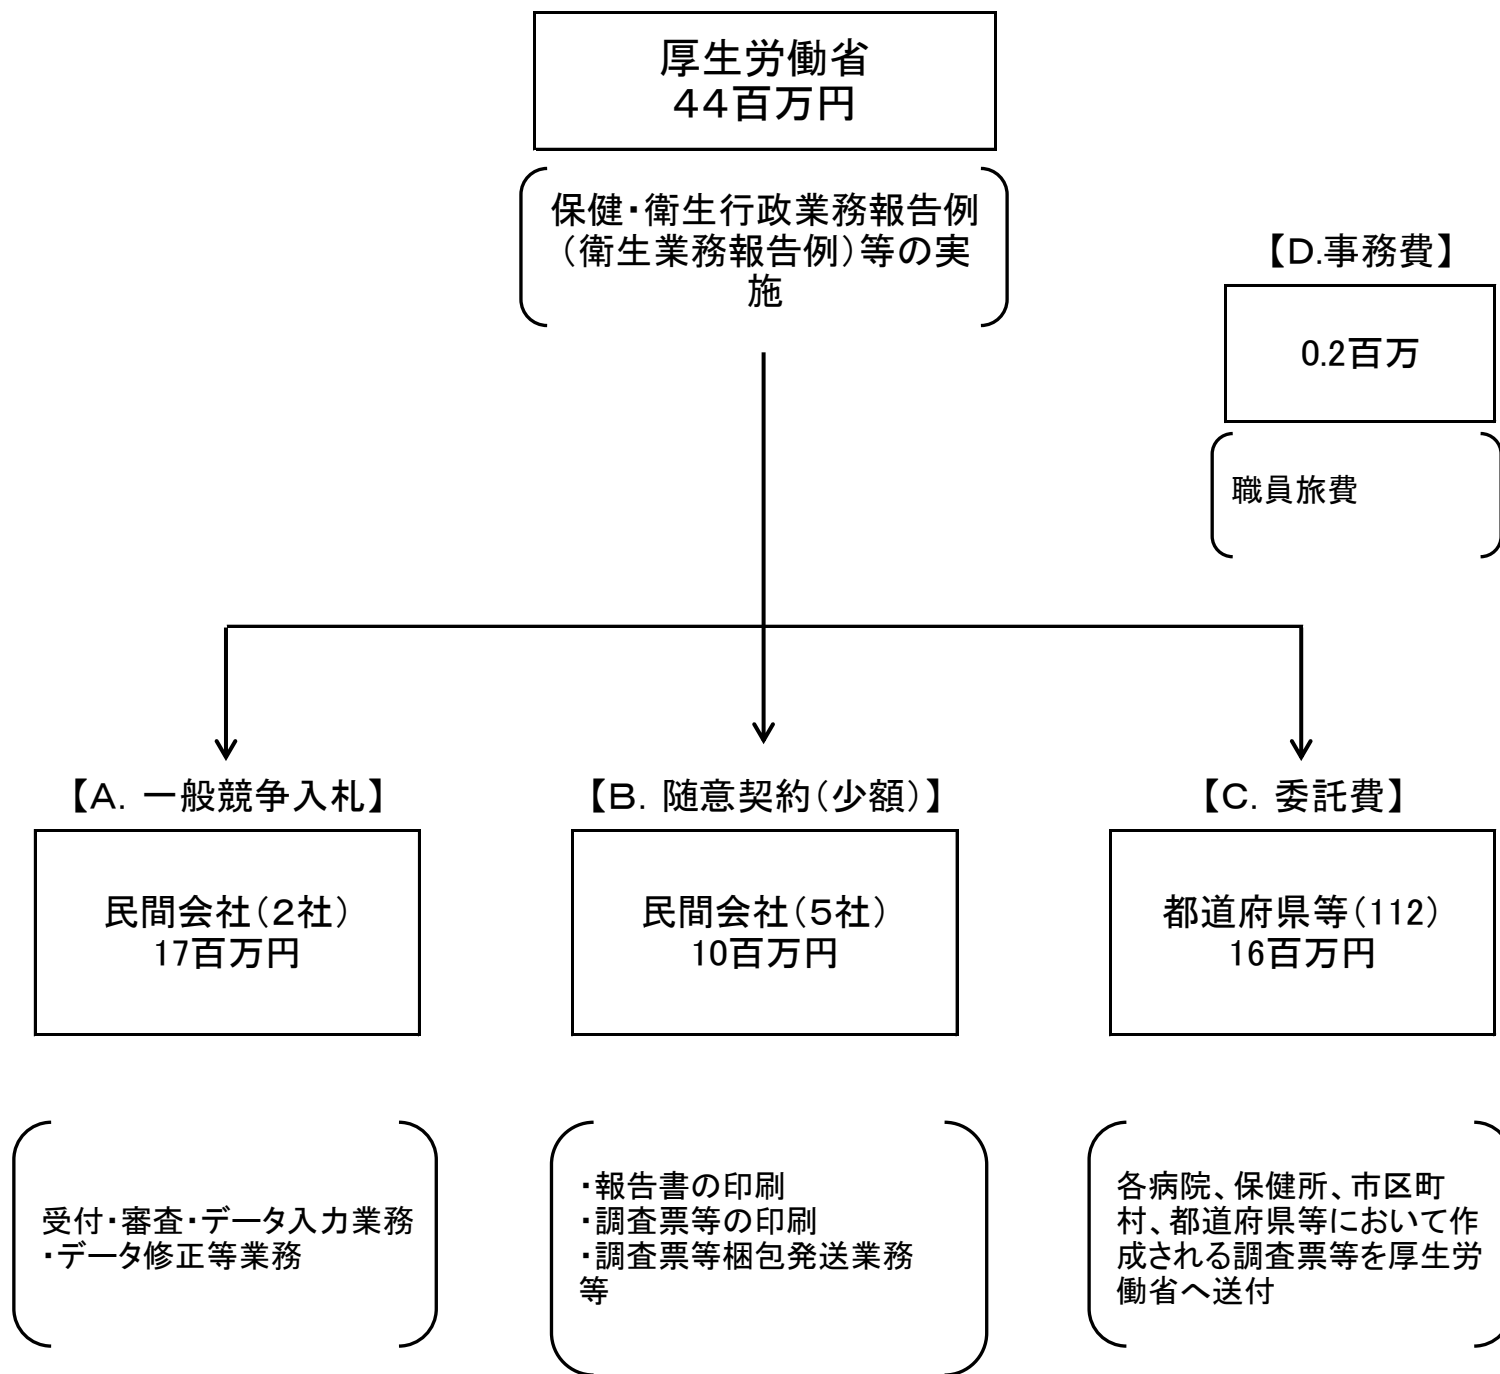 厚生労働省
44百万円
保健・衛生行政業務報告例
（衛生業務報告例）等の実
施
【D.事務費】
0.2百万
職員旅費
【A．一般競争入札】
民間会社（2社）
17百万円
受付・審査・データ入力業務
・データ修正等業務
【B．随意契約（少額）】
民間会社（5社）
10百万円
・報告書の印刷
・調査票等の印刷
・調査票等梱包発送業務
等
【C．委託費】
都道府県等（112）
16百万円
各病院、保健所、市区町
村、都道府県等において作
成される調査票等を厚生労
働省へ送付